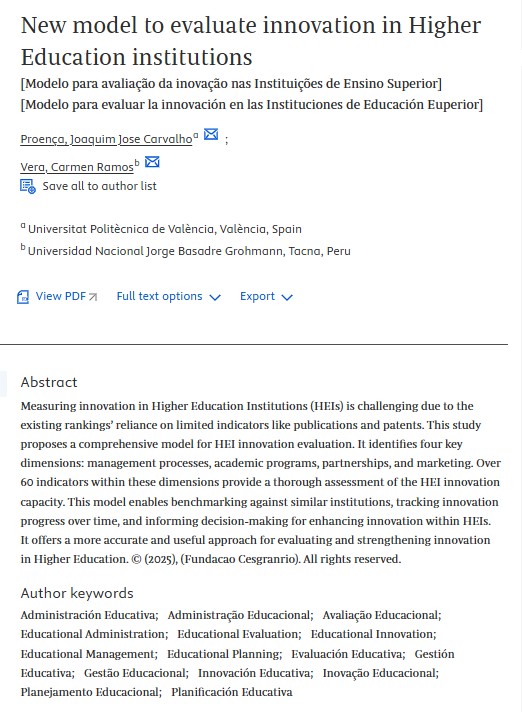 New model to evaluate innovation in Higher
Education institutions
[Modelo para avaliação da inovação nas Instituições de Ensino Superior]
[Modelo para evaluar la innovación en las Instituciones de Educación Euperior]
Proença, Joaquim Jose Carvalho a ;
Vera, Carmen Ramos b
Save all to author list
a Universitat Politècnica de València, València, Spain
b Universidad Nacional Jorge Basadre Grohmann, Tacna, Peru
View PDF Full text options Export
Abstract
Measuring innovation in Higher Education Institutions (HEIs) is challenging due to the
existing rankings' reliance on limited indicators like publications and patents. This study
proposes a comprehensive model for HEI innovation evaluation. It identifies four key
dimensions: management processes, academic programs, partnerships, and marketing. Over
60 indicators within these dimensions provide a thorough assessment of the HEI innovation
capacity. This model enables benchmarking against similar institutions, tracking innovation
progress over time, and informing decision-making for enhancing innovation within HEIs.
It offers a more accurate and useful approach for evaluating and strengthening innovation
in Higher Education. © (2025), (Fundacao Cesgranrio). All rights reserved.
Author keywords
Administración Educativa; Administração Educacional; Avaliação Educacional;
Educational Administration; Educational Evaluation; Educational Innovation;
Educational Management; Educational Planning; Evaluación Educativa; Gestión
Educativa; Gestão Educacional; Innovación Educativa; Inovação Educacional;
Planejamento Educacional; Planificación Educativa